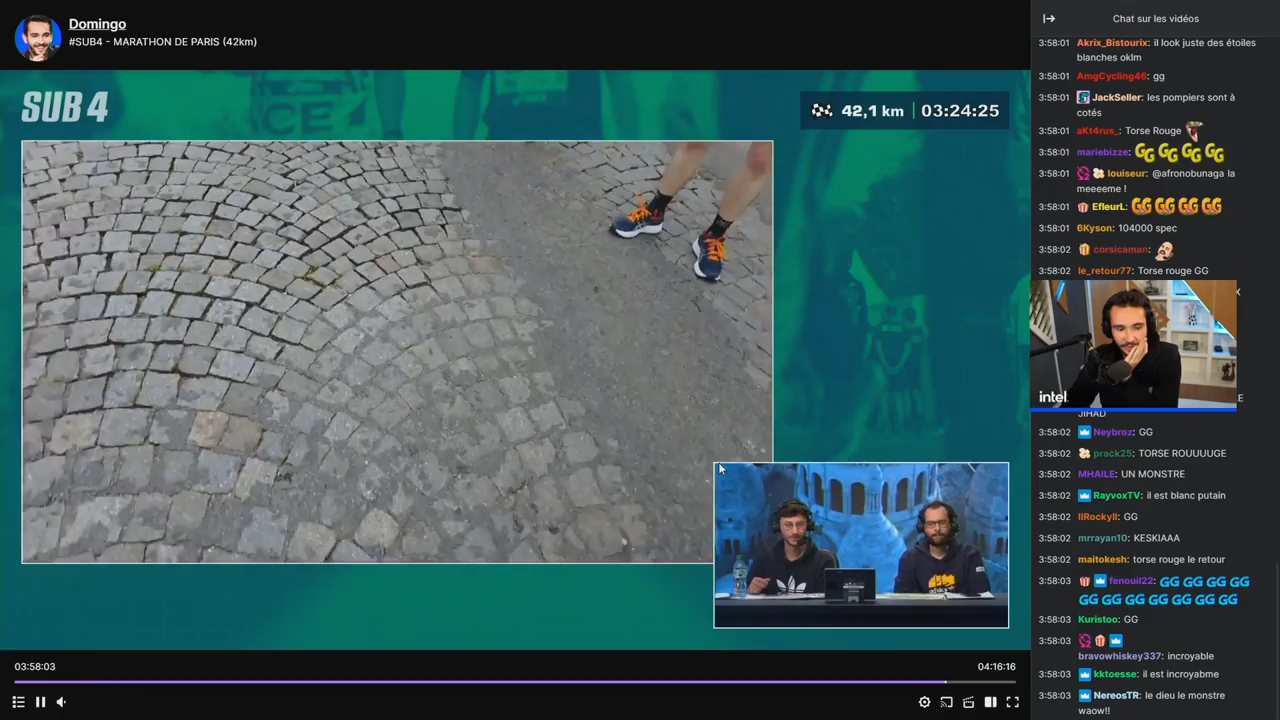 Domingo
#SUB4 - MARATHON DE PARIS (42km)
SUB 4
42,1 km | 03:24:25
03:58:03
04:16:16
Chat sur les vidéos
3:58:01 Akrix_Bistourix: il look juste des étoiles
blanches oklm
3:58:01 AmgCycling46: gg
3:58:01 JackSeller: les pompiers sont à
cotés
3:58:01 aKt4rus_: Torse Rouge
3:58:01 mariebizze: GG GG GG GG
3:58:01 louiseur: @afronobunaga la
meeeeme !
3:58:01 EfleurL: GG GG GG GG
3:58:01 6Kyson: 104000 spec
3:58:02 corsicaman:
3:58:02 le_retour77: Torse rouge GG
intel.
JIHAD
3:58:02 Neybroz: GG
3:58:02 prack25: TORSE ROUUUUGE
3:58:02 MHAILE: UN MONSTRE
3:58:02 RayvoxTV: il est blanc putain
3:58:02 llRockyll: GG
3:58:02 mrrayan10: KESKIAAA
3:58:02 maitokesh: torse rouge le retour
3:58:03 fenouil22: GG GG GG GG
GG GG GG GG GG GG GG
3:58:03 Kuristoo: GG
3:58:03
bravowhiskey337: incroyable
3:58:03 kktoesse: il est incroyabme
3:58:03 NereosTR: le dieu le monstre
waow!!